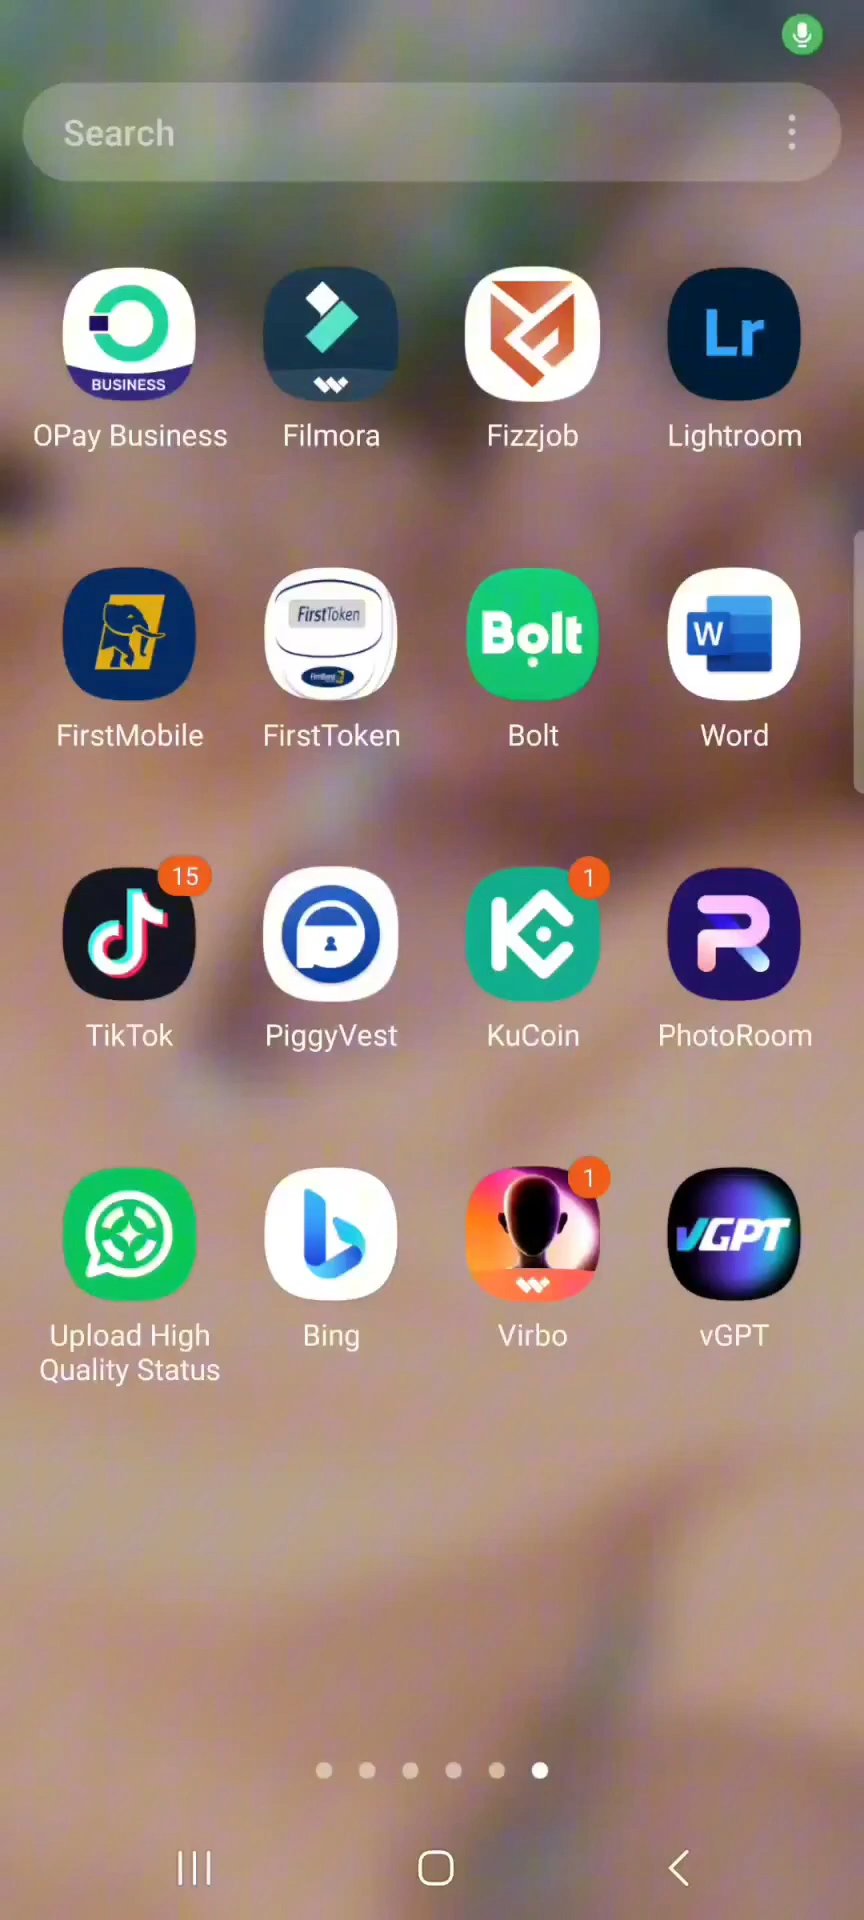 Search
BUSINESS
OPay Business
Filmora
Fizzjob
Lr
Lightroom
FirstMobile
FirstToken
FirstToken
Bolt
Bolt
W
Word
15
TikTok
PiggyVest
1
KuCoin
PhotoRoom
Upload High
Quality Status
Bing
1
Virbo
vGPT
vGPT